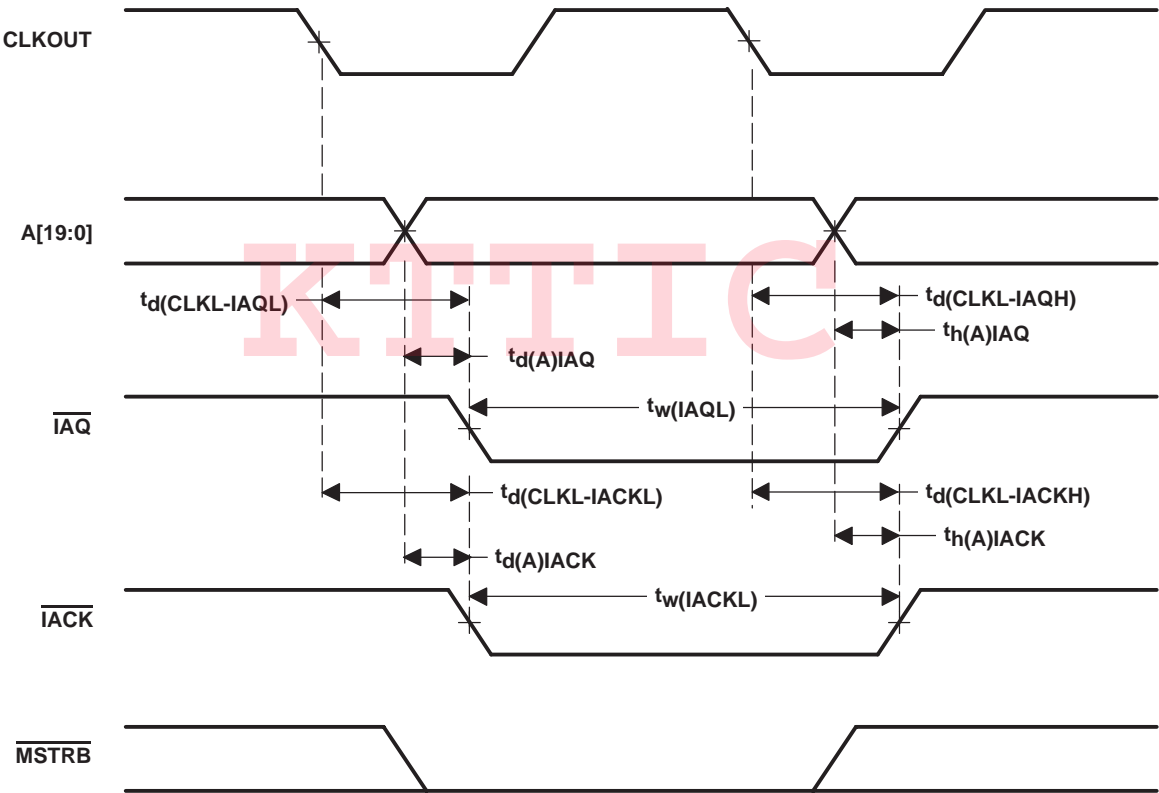 CLKOUT
A[19:0]
KTTIC
td(CLKL-IAQL)
td(CLKL-IAQH)
th(A)IAQ
td(A)IAQ
tw(IAQL)
IAQ
td(CLKL-IACKL)
td(CLKL-IACKH)
th(A)IACK
td(A)IACK
tw(IACKL)
IACK
MSTRB